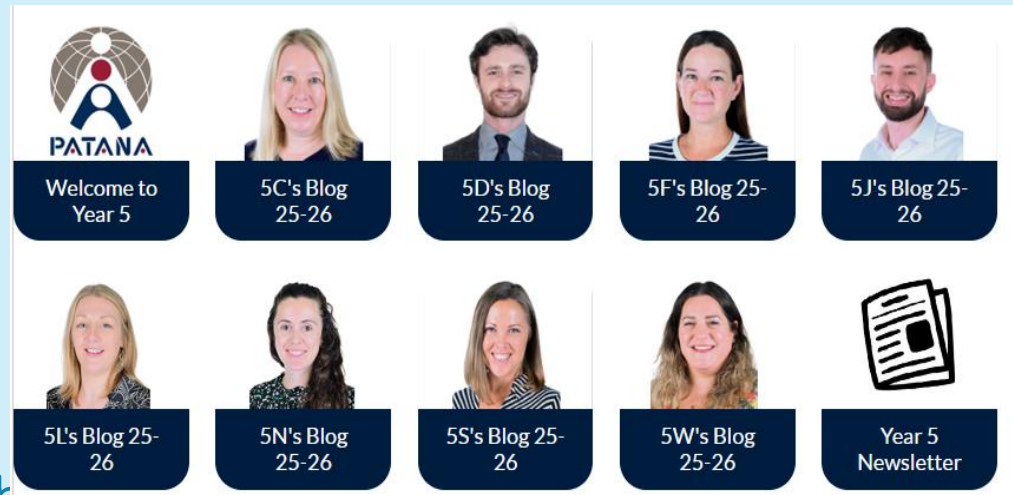 PATANA
Welcome to
Year 5
5C's Blog
25-26
5D's Blog
25-26
5F's Blog 25-
26
5J's Blog 25-
26
5L's Blog 25-
26
5N's Blog
25-26
5S's Blog 25-
26
5W's Blog
25-26
Year 5
Newsletter